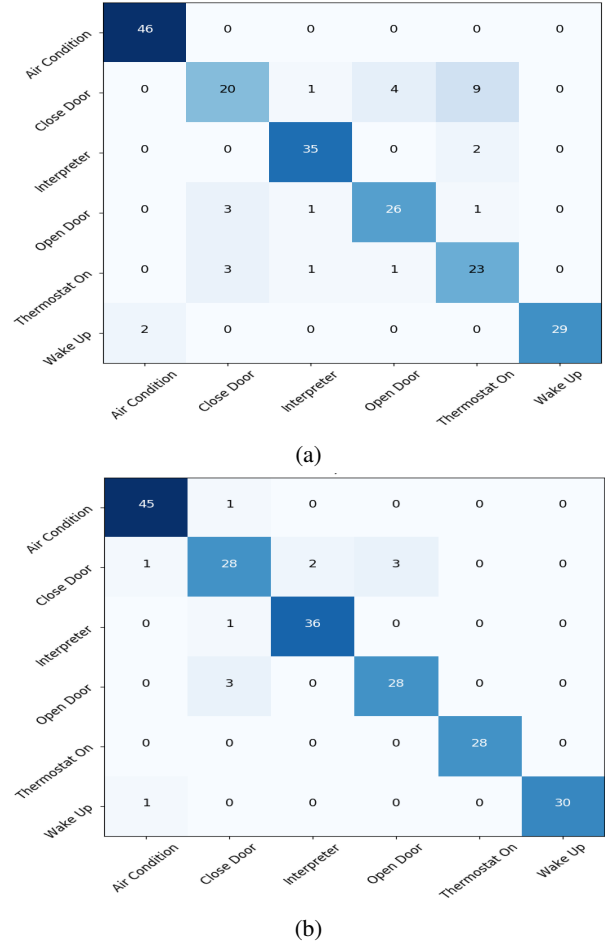 Air Condition 46 0 0 0 0 0
Close Door 0 20 1 4 9 0
Interpreter 0 0 35 0 2 0
Open Door 0 3 1 26 1 0
Thermostat On 0 3 1 1 23 0
Wake Up 2 0 0 0 0 29
Air Condition Close Door Interpreter Open Door Thermostat On Wake Up
(a)
Air Condition 45 1 0 0 0 0
Close Door 1 28 2 3 0 0
Interpreter 0 1 36 0 0 0
Open Door 0 3 0 28 0 0
Thermostat On 0 0 0 0 28 0
Wake Up 1 0 0 0 0 30
Air Condition Close Door Interpreter Open Door Thermostat On Wake Up
(b)